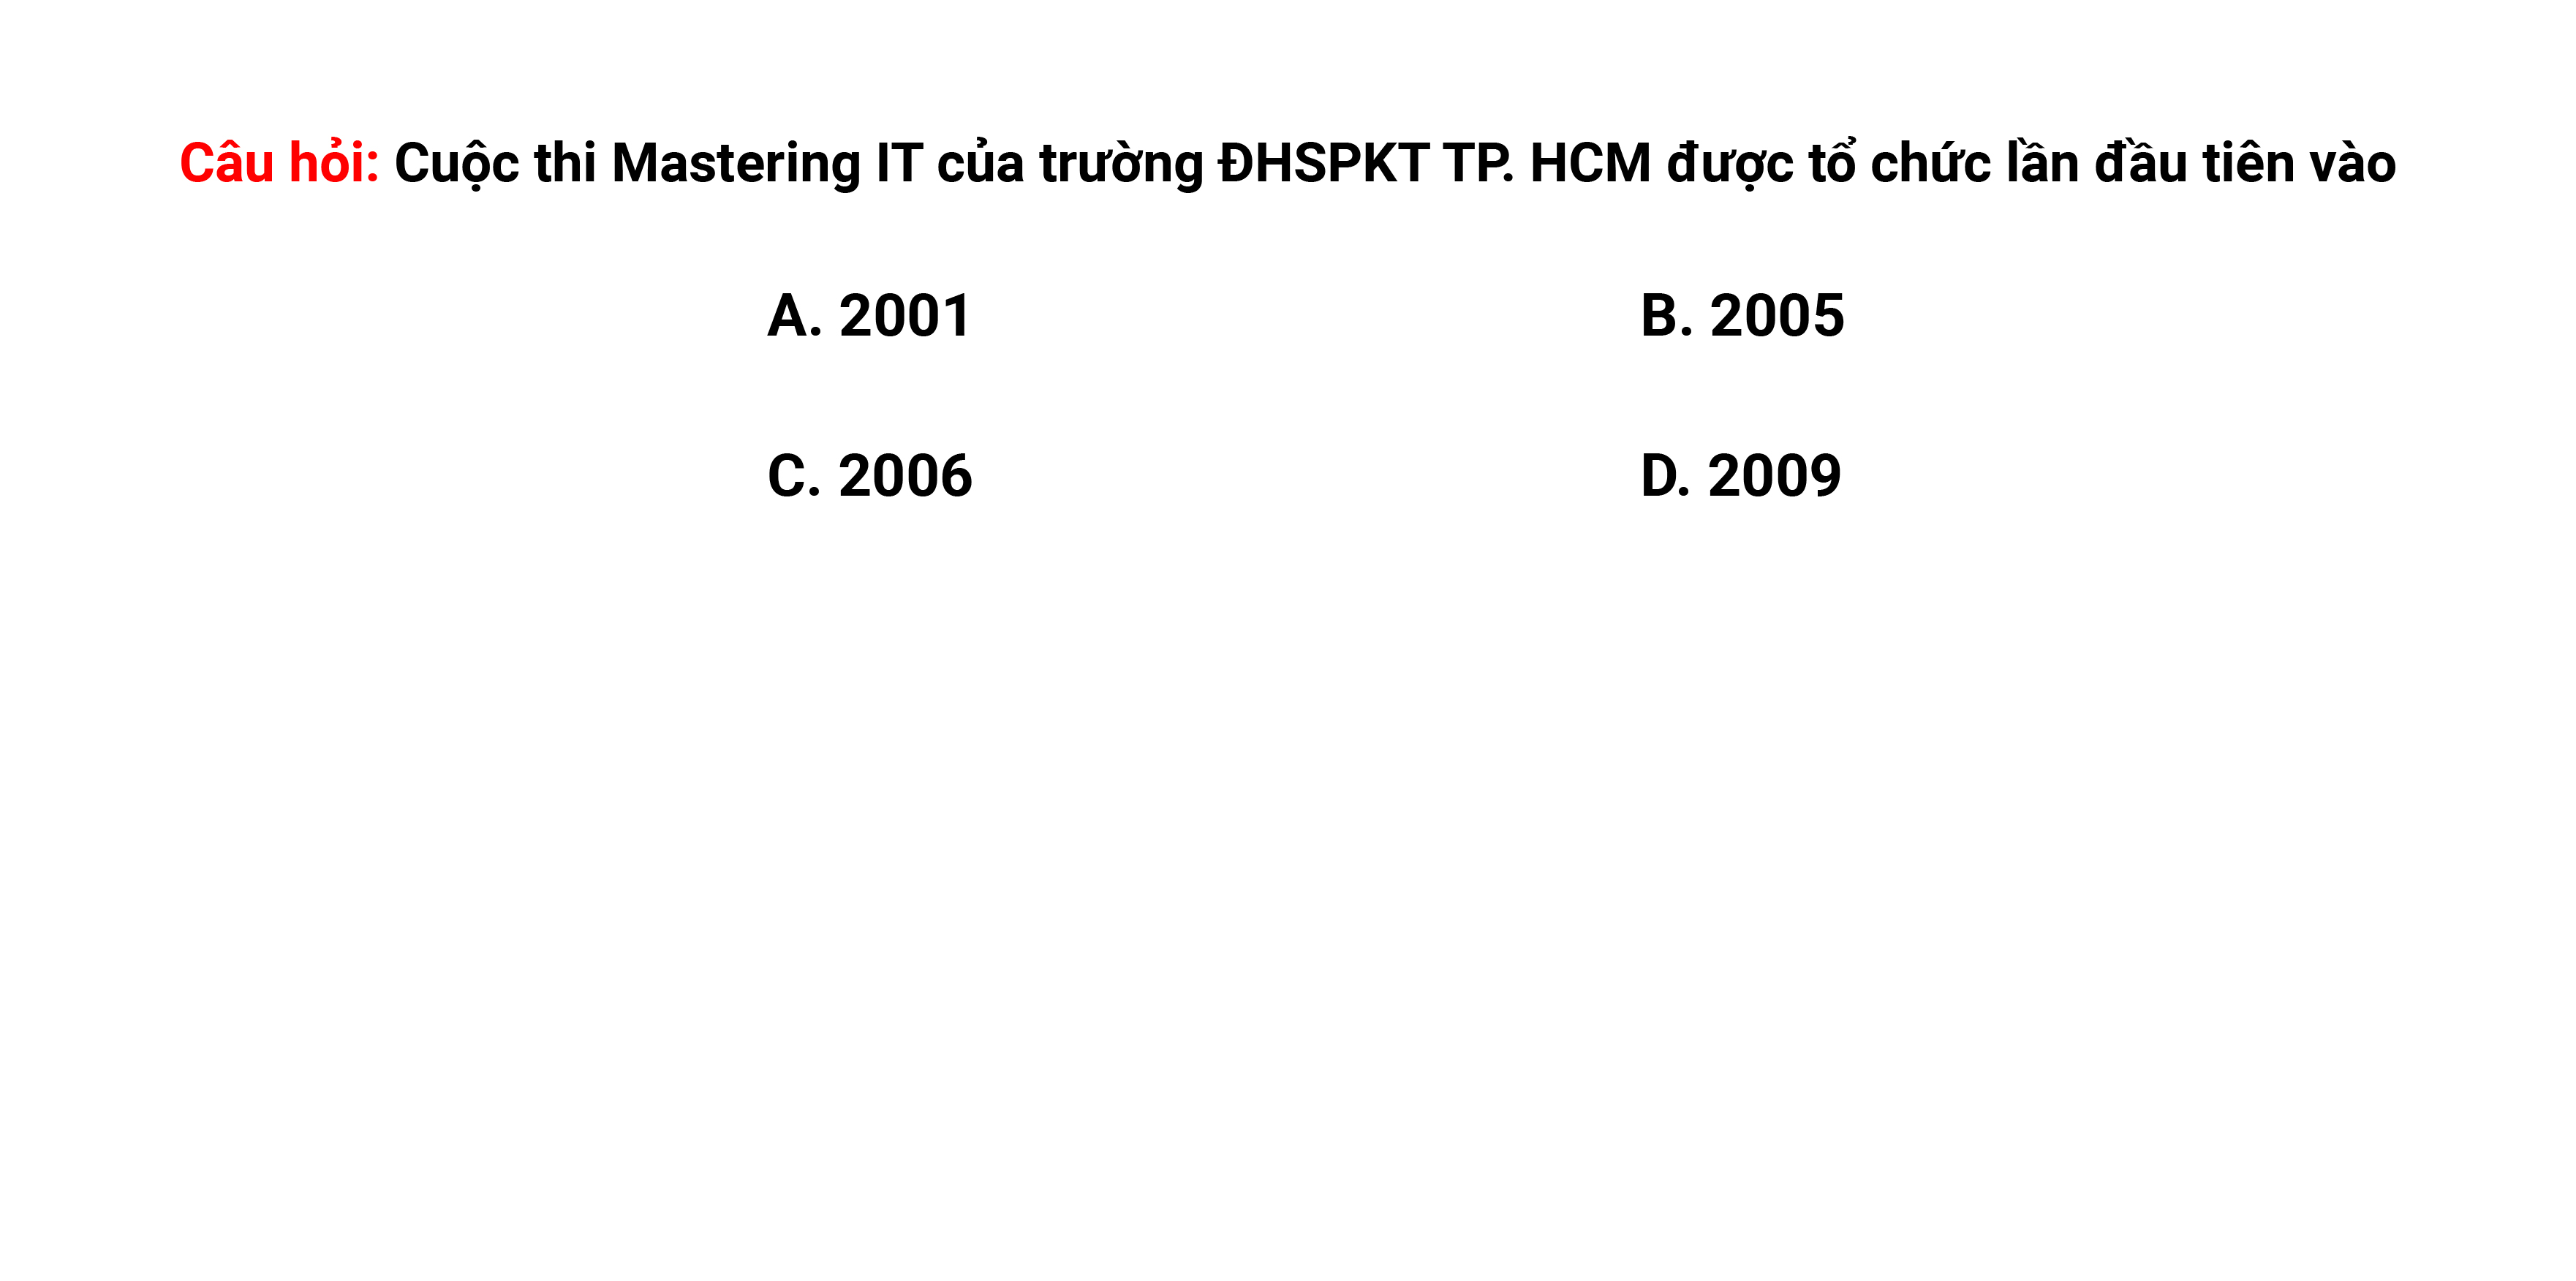 Câu hỏi: Cuộc thi Mastering IT của trường ĐHSPKT TP. HCM được tổ chức lần đầu tiên vào
A. 2001 B. 2005
C. 2006 D. 2009